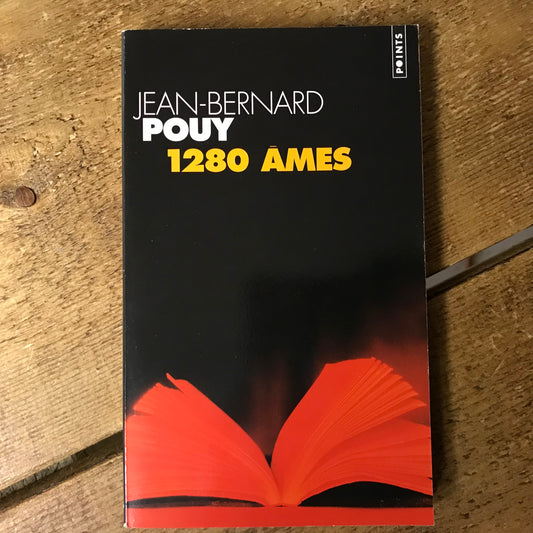 POINTS
JEAN-BERNARD
POUY
1280 ÂMES